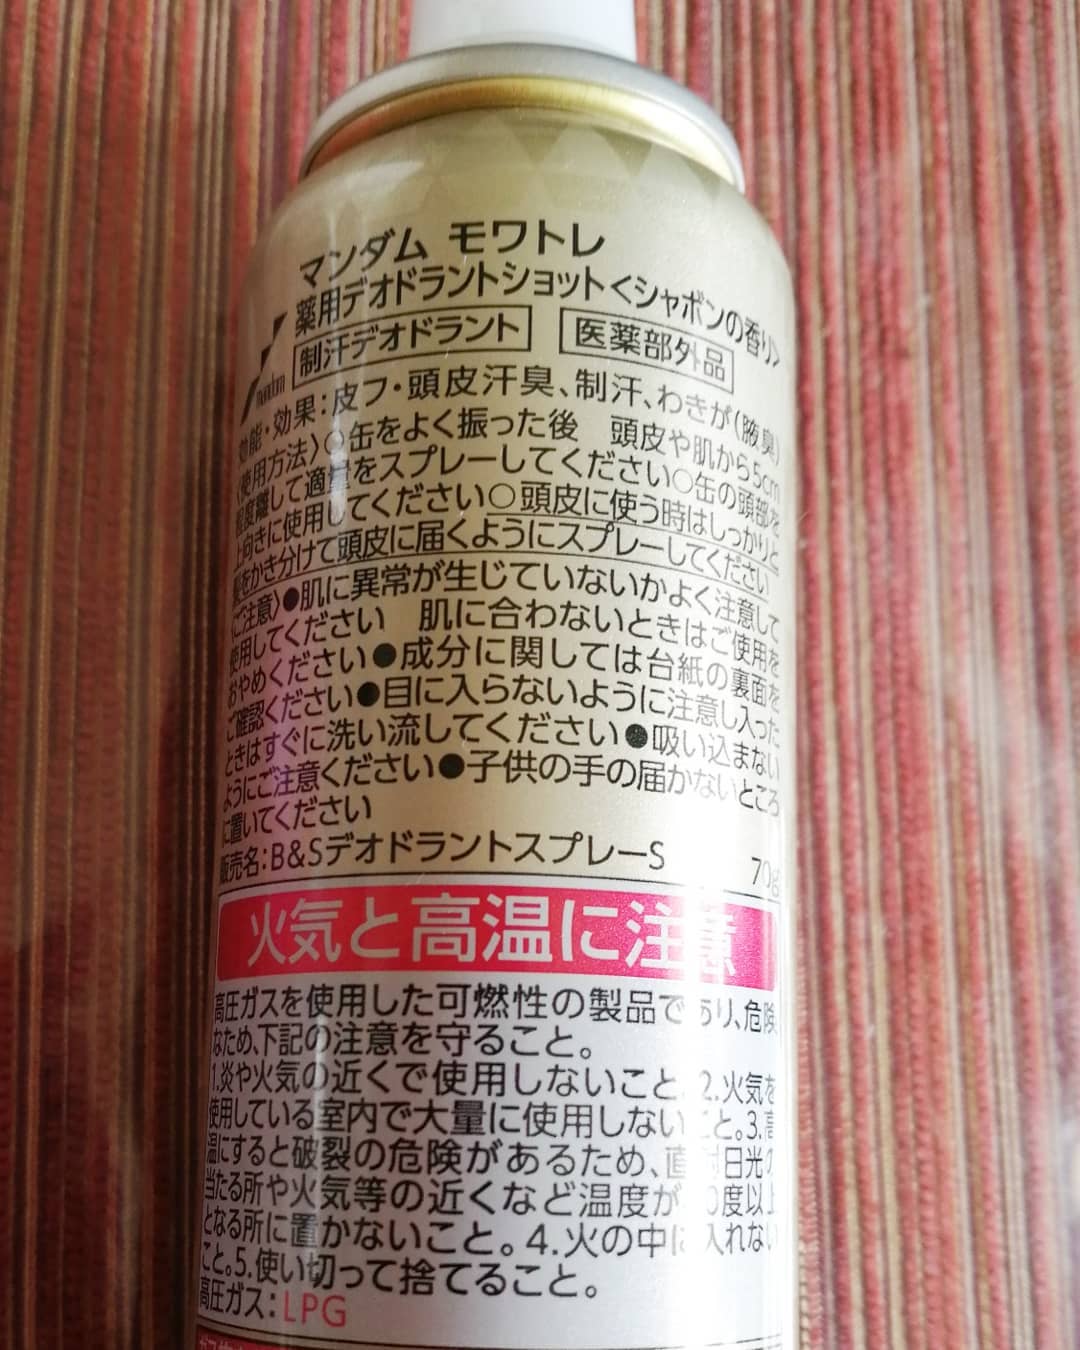 マンダム モワトレ
薬用デオドラントショット<シャボンの香り>
mandom
制汗デオドラント 医薬部外品
効能・効果:皮フ・頭皮汗臭、制汗、わきが(腋臭)
〈使用方法〉○缶をよく振った後 頭皮や肌から5cm
程度離して適量をスプレーしてください○缶の頭部を
上向きに使用してください○頭皮に使う時はしっかりと
髪をかき分けて頭皮に届くようにスプレーしてください
〈ご注意〉●肌に異常が生じていないかよく注意して
使用してください 肌に合わないときはご使用を
おやめください●成分に関しては台紙の裏面を
ご確認ください●目に入らないように注意し入った
ときはすぐに洗い流してください●吸い込まない
ようにご注意ください●子供の手の届かないところ
に置いてください
販売名:B&SデオドラントスプレーS 70g
火気と高温に注意
高圧ガスを使用した可燃性の製品であり、危険
なため、下記の注意を守ること。
1.炎や火気の近くで使用しないこと。2.火気を
使用している室内で大量に使用しないこと。3.高
温にすると破裂の危険があるため、直射日光の
当たる所や火気等の近くなど温度が 0度以上
となる所に置かないこと。4.火の中に入れない
こと。5.使い切って捨てること。
高圧ガス:LPG